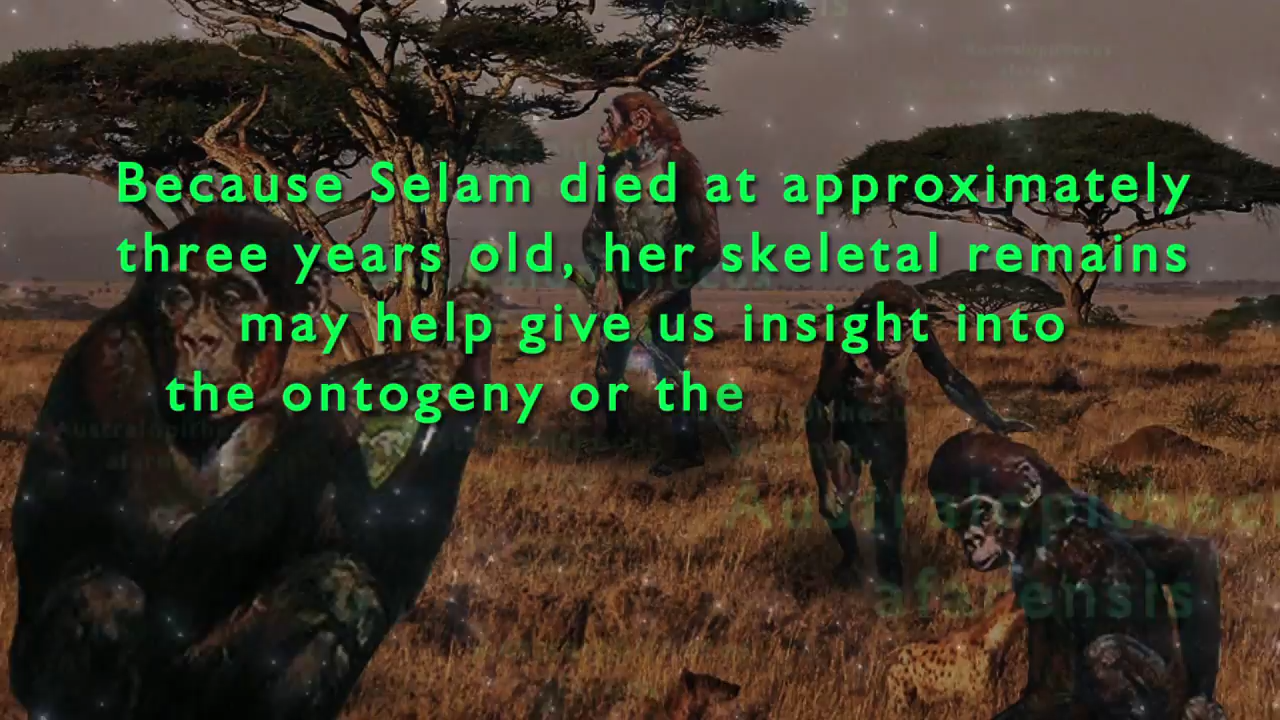 Because Selam died at approximately
three years old, her skeletal remains
may help give us insight into
the ontogeny or the
Australopithec
afarensis